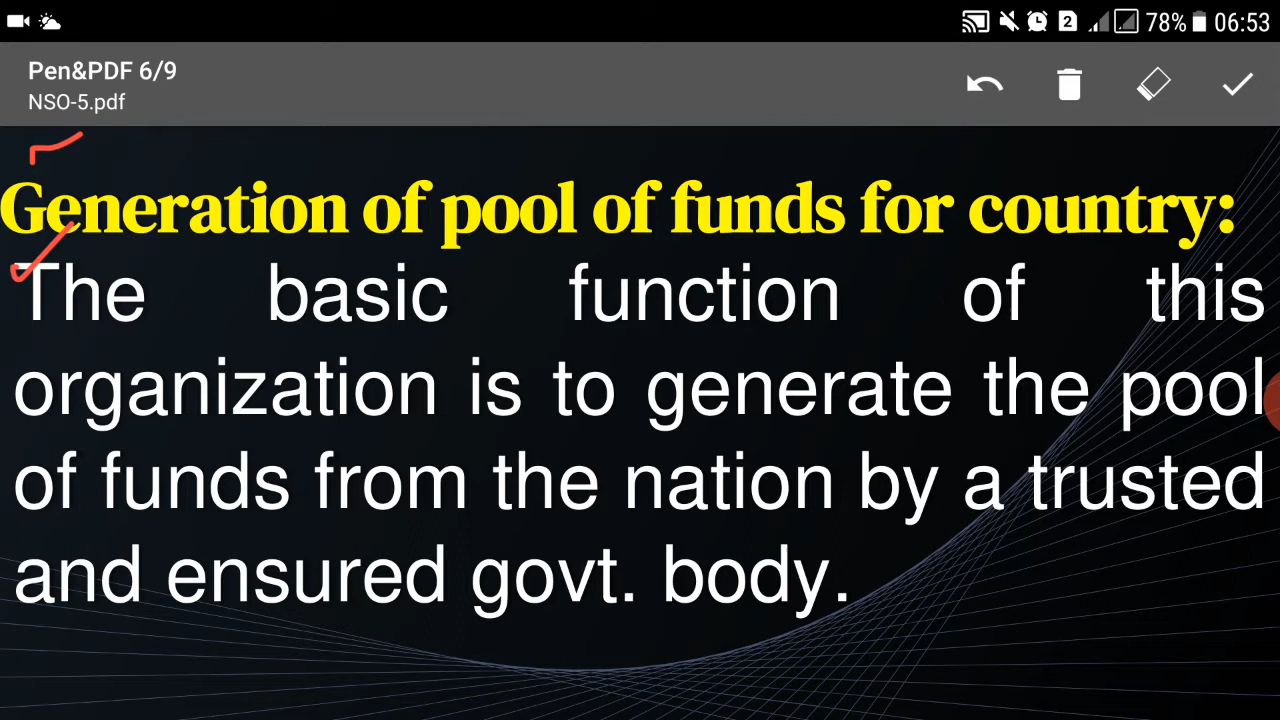 78% 06:53
Pen&PDF 6/9
NSO-5.pdf
Generation of pool of funds for country:
The basic function of this
organization is to generate the pool
of funds from the nation by a trusted
and ensured govt. body.